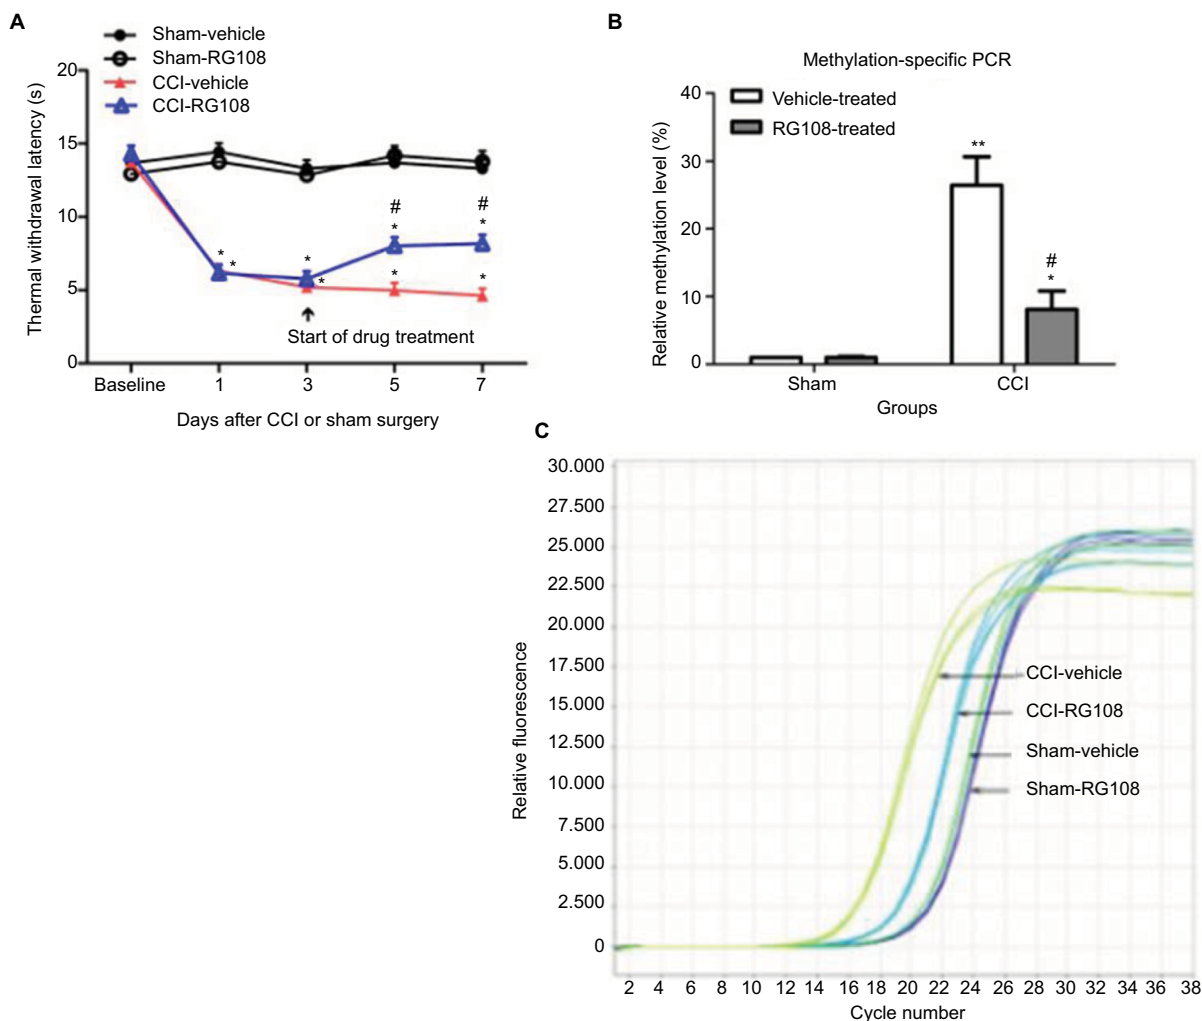 A
Sham-vehicle
Sham-RG108
CCI-vehicle
CCI-RG108
Thermal withdrawal latency (s)
20
15
10
5
0
* * * *
# *
*
# *
*
Start of drug treatment
Baseline 1 3 5 7
Days after CCI or sham surgery
B
Methylation-specific PCR
Vehicle-treated
RG108-treated
Relative methylation level (%)
40
30
20
10
0
**
#
*
Sham CCI
Groups
C
Relative fluorescence
30.000
27.500
25.000
22.500
20.000
17.500
15.000
12.500
10.000
7.500
5.000
2.500
0
CCI-vehicle
CCI-RG108
Sham-vehicle
Sham-RG108
2 4 6 8 10 12 14 16 18 20 22 24 26 28 30 32 34 36 38
Cycle number